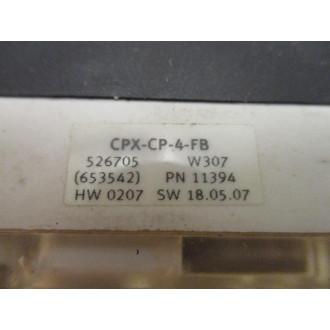 CPX-CP-4-FB
526705 W307
(653542) PN 11394
HW 0207 SW 18.05.07